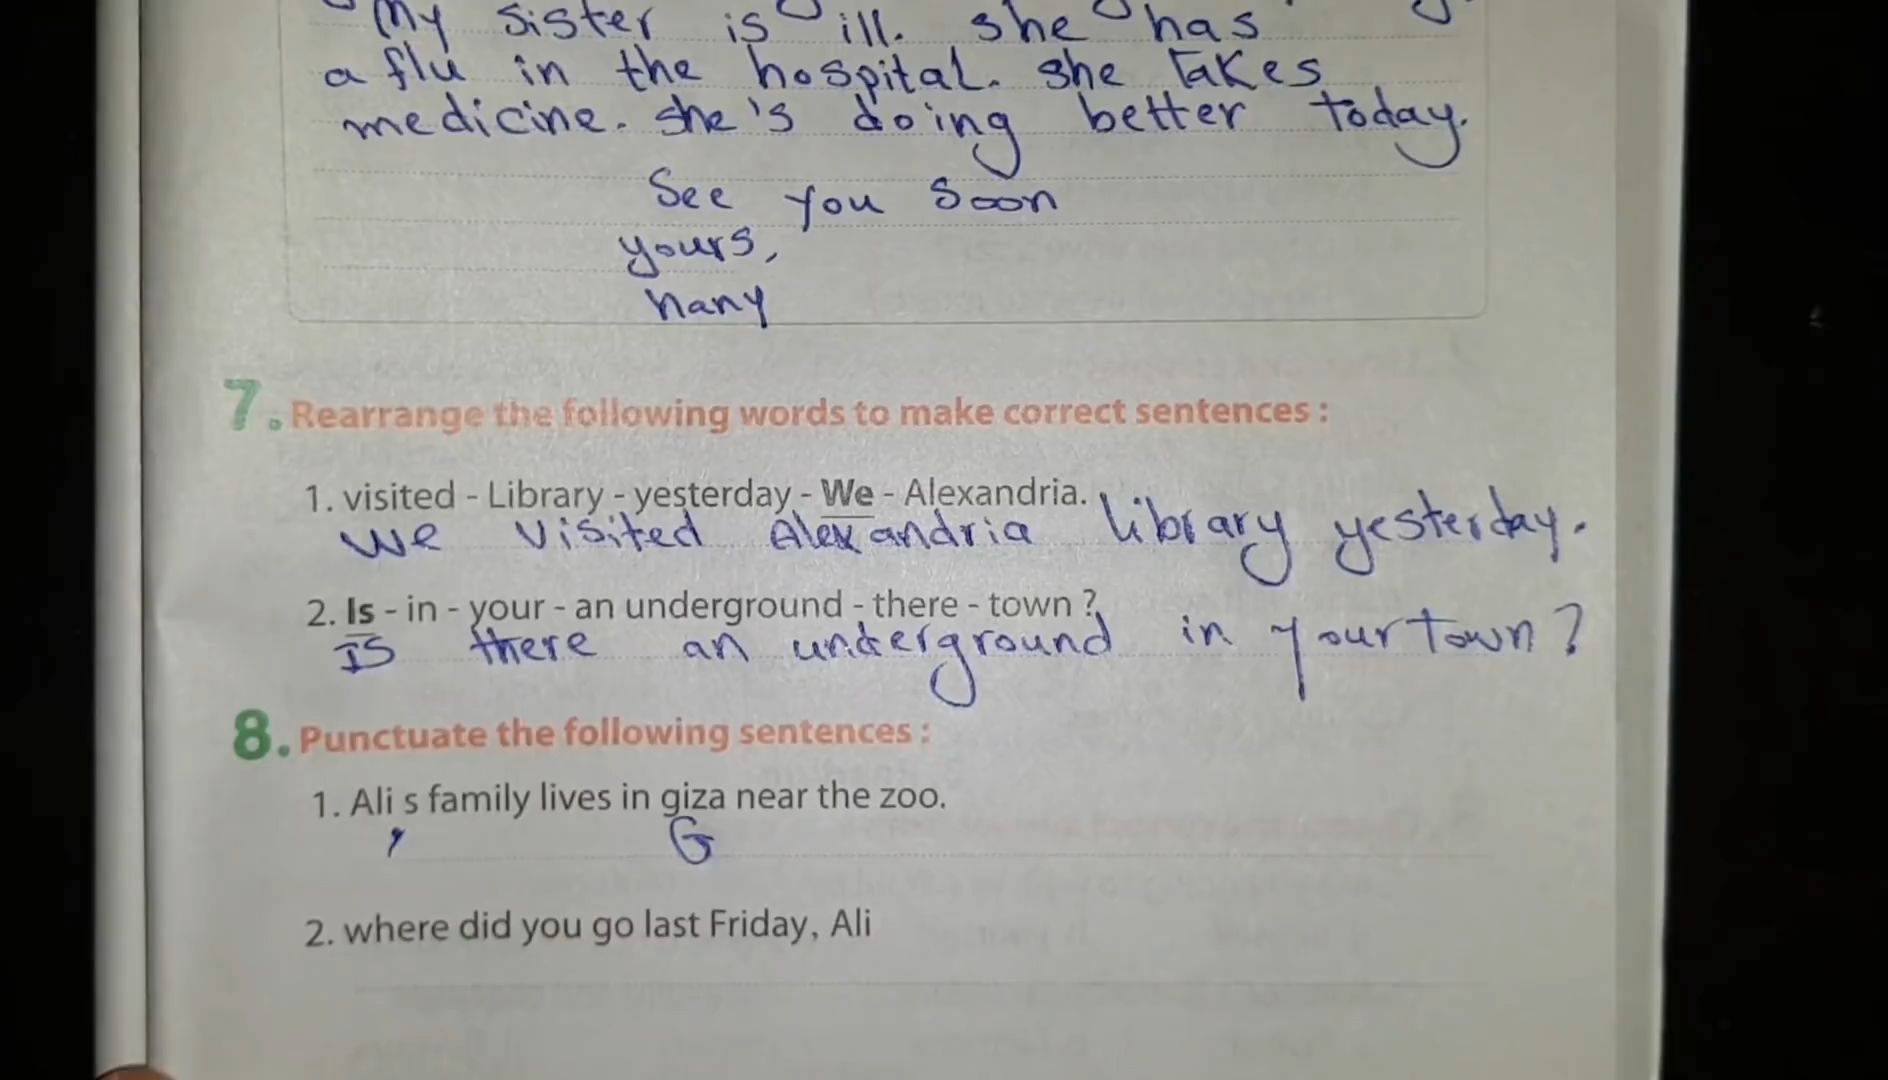 My sister is ill. she has
a flu in the hospital. she Takes
medicine. she's doing better today.
See you Soon
yours,
hany
7. Rearrange the following words to make correct sentences :
1. visited - Library - yesterday - We - Alexandria.
We visited Alexandria library yesterday.
2. Is - in - your - an underground - there - town ?
Is there an underground in your town?
8. Punctuate the following sentences :
1. Ali s family lives in giza near the zoo.
, G
2. where did you go last Friday, Ali